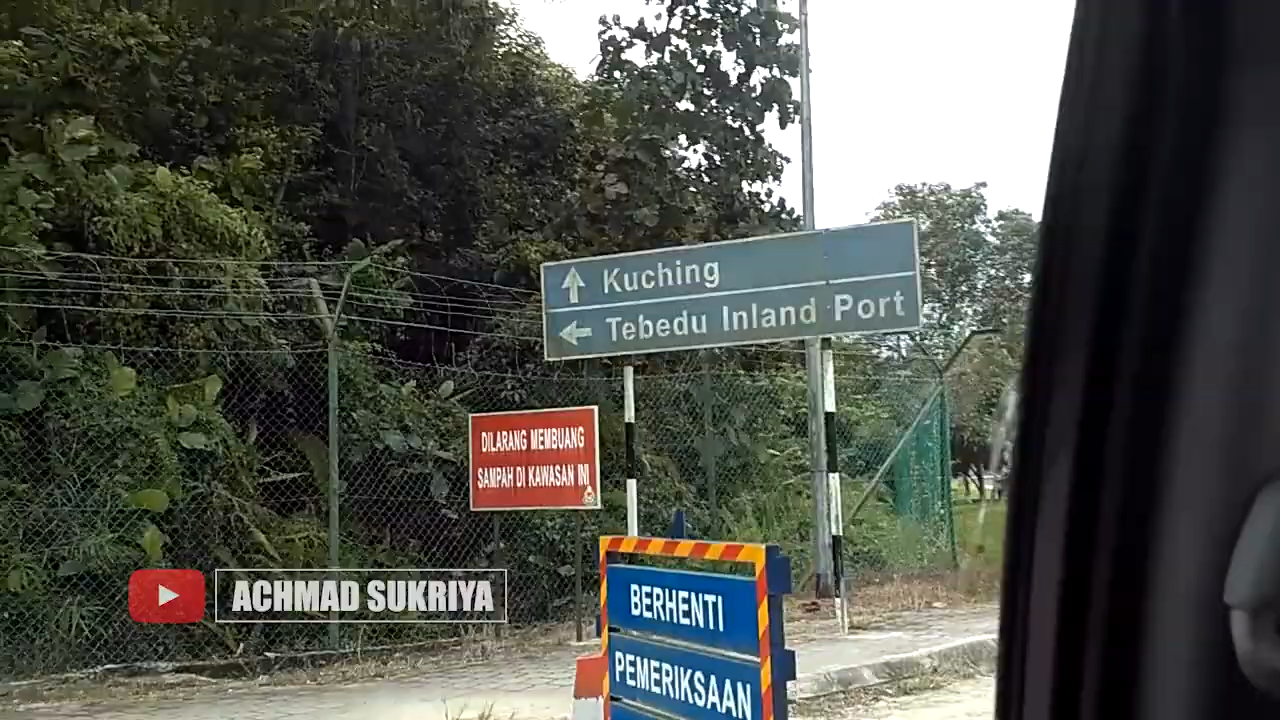 Kuching
Tebedu Inland Port
DILARANG MEMBUANG
SAMPAH DI KAWASAN INI
ACHMAD SUKRIYA
BERHENTI
PEMERIKSAAN